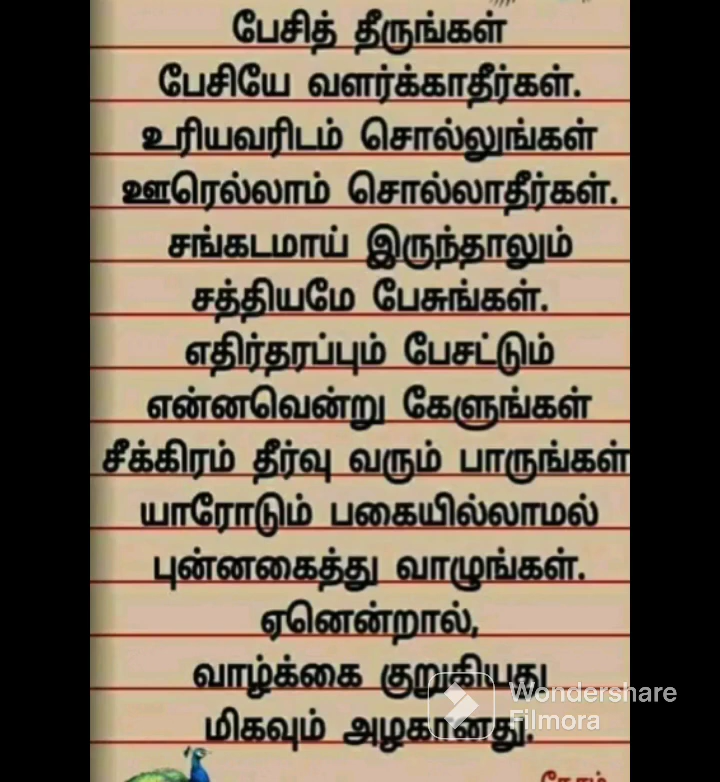 பேசித் தீருங்கள்
பேசியே வளர்க்காதீர்கள்.
உரியவரிடம் சொல்லுங்கள்
ஊரெல்லாம் சொல்லாதீர்கள்.
சங்கடமாய் இருந்தாலும்
சத்தியமே பேசுங்கள்.
எதிர்தரப்பும் பேசட்டும்
என்னவென்று கேளுங்கள்
சீக்கிரம் தீர்வு வரும் பாருங்கள்
யாரோடும் பகையில்லாமல்
புன்னகைத்து வாழுங்கள்.
ஏனென்றால்,
வாழ்க்கை குறுகியது
மிகவும் அழகானது.
Wondershare
Filmora